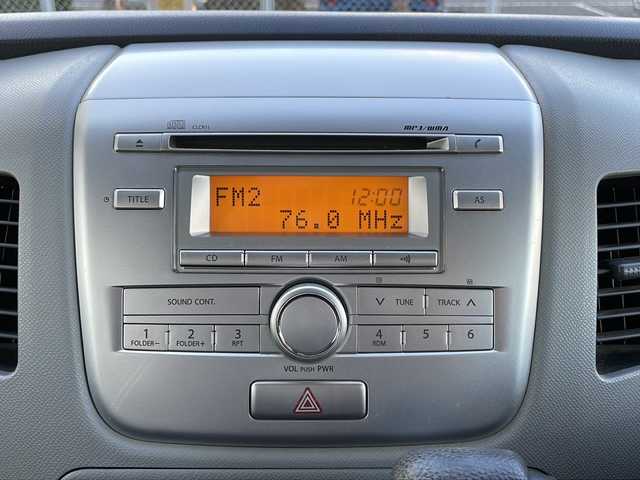 MP3/WMA
TITLE
FM2 12:00
76.0 MHz
AS
CD FM AM
SOUND CONT.
TUNE TRACK
1 FOLDER−
2 FOLDER+
3 RPT
4 RDM
5
6
VOL PUSH PWR